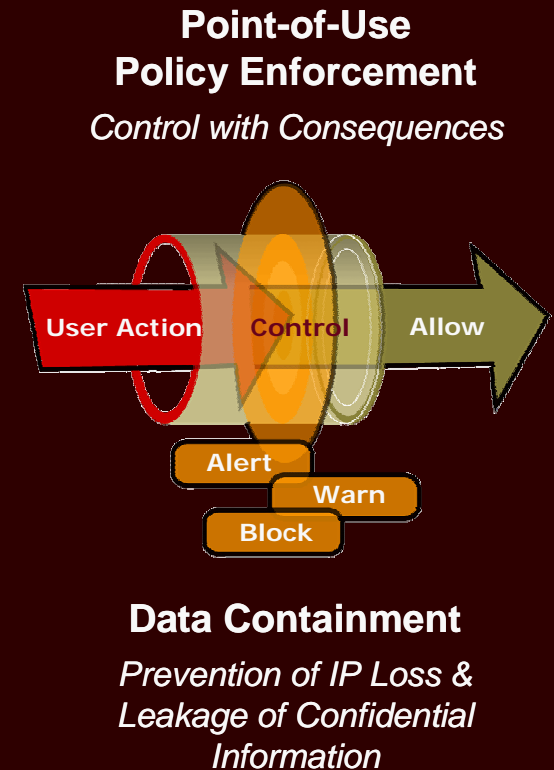 Point-of-Use
Policy Enforcement
Control with Consequences
User Action
Control
Allow
Alert
Warn
Block
Data Containment
Prevention of IP Loss &
Leakage of Confidential
Information